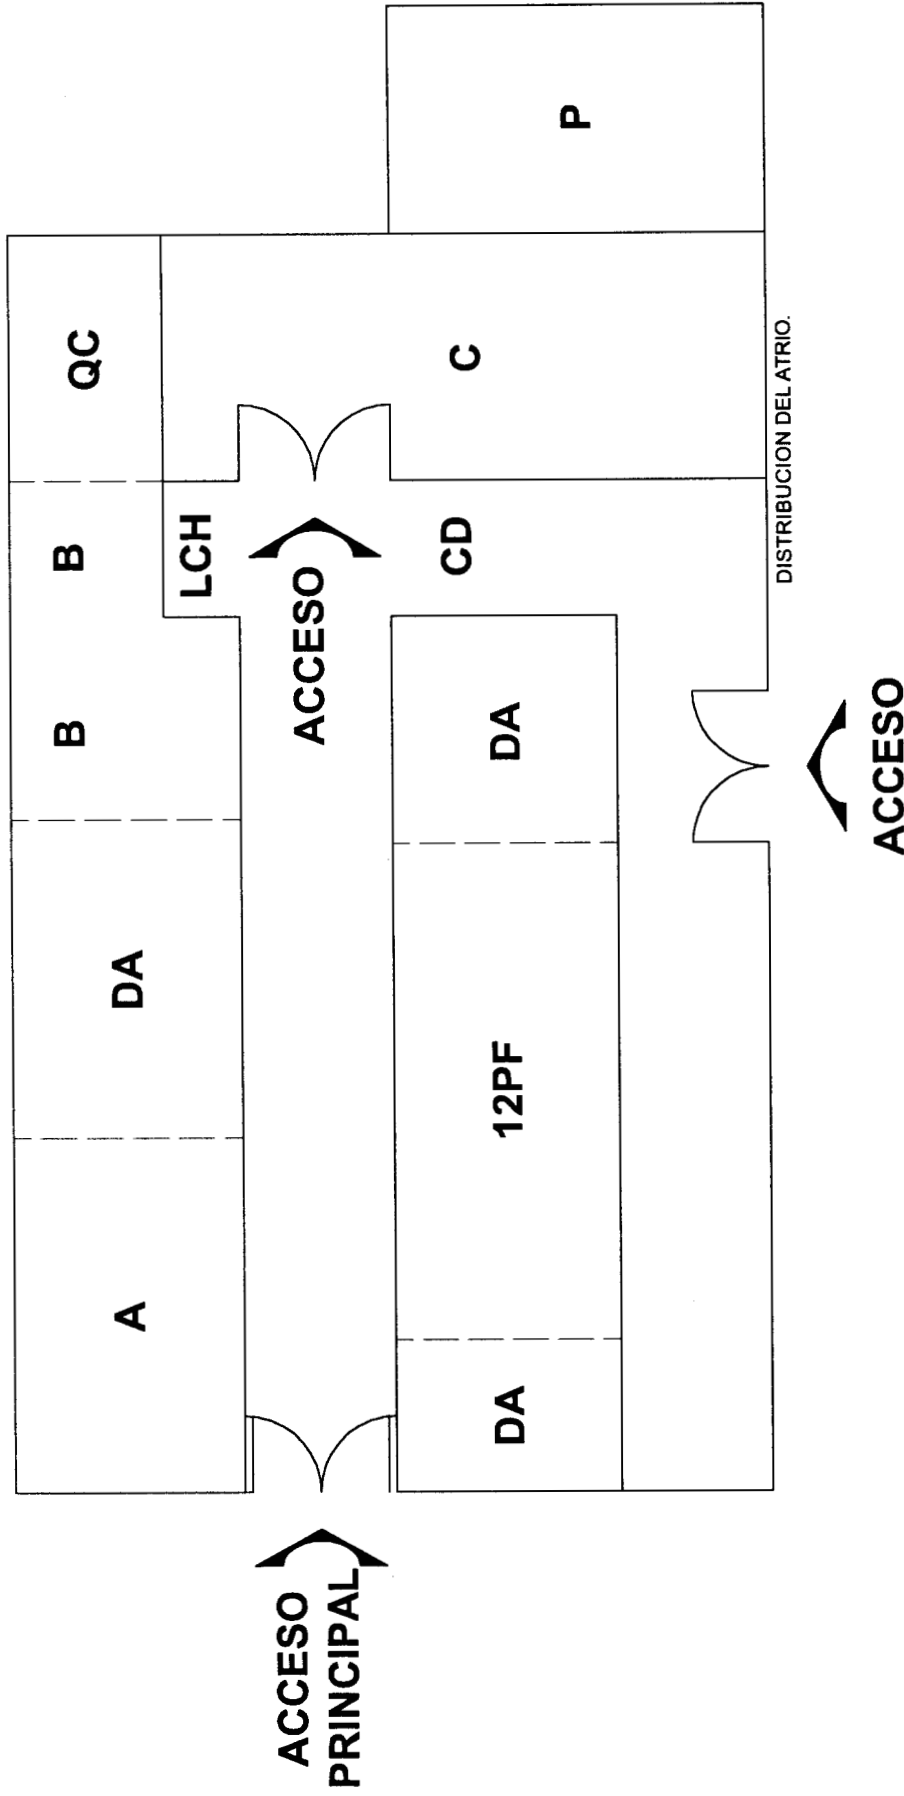 QC
B
B
DA
A
LCH
ACCESO
CD
C
P
DA
12PF
DA
ACCESO
PRINCIPAL
ACCESO
DISTRIBUCION DEL ATRIO.